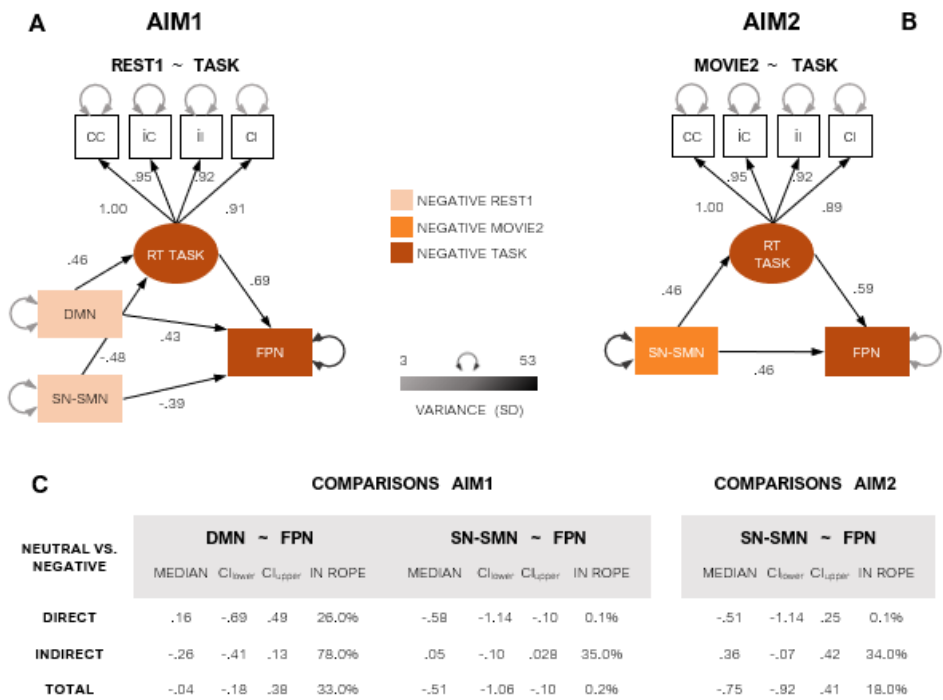 A AIM1
REST1 ~ TASK
cc ic ii ci
.95 .92
1.00 .91
RT TASK
.46
.69
DMN
.43
-.48
FPN
SN-SMN
-.39
NEGATIVE REST1
NEGATIVE MOVIE2
NEGATIVE TASK
3 53
VARIANCE (SD)
AIM2 B
MOVIE2 ~ TASK
cc ic ii ci
.95 .92
1.00 .89
RT
TASK
.46 .59
SN-SMN FPN
.46
C COMPARISONS AIM1 COMPARISONS AIM2
NEUTRAL VS.
NEGATIVE
DMN ~ FPN SN-SMN ~ FPN SN-SMN ~ FPN
MEDIAN CIlower CIupper IN ROPE MEDIAN CIlower CIupper IN ROPE MEDIAN CIlower CIupper IN ROPE
DIRECT .16 -.69 .49 26.0% -.58 -1.14 -.10 0.1% -.51 -1.14 .25 0.1%
INDIRECT -.26 -.41 .13 78.0% .05 -.10 .028 35.0% .36 -.07 .42 34.0%
TOTAL -.04 -.18 .38 33.0% -.51 -1.06 -.10 0.2% -.75 -.92 .41 18.0%